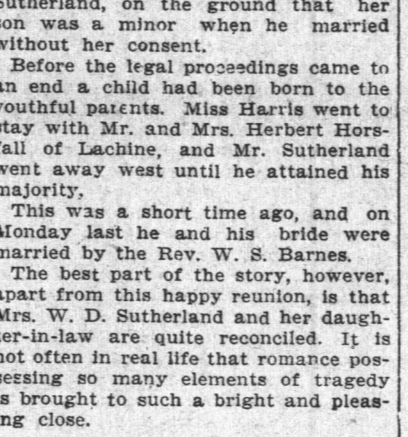 Sutherland, on the ground that her
son was a minor when he married
without her consent.
Before the legal proceedings came to
an end a child had been born to the
youthful parents. Miss Harris went to
stay with Mr. and Mrs. Herbert Hors-
fall of Lachine, and Mr. Sutherland
went away west until he attained his
majority.
This was a short time ago, and on
Monday last he and his bride were
married by the Rev. W. S. Barnes.
The best part of the story, however,
apart from this happy reunion, is that
Mrs. W. D. Sutherland and her daugh-
ter-in-law are quite reconciled. It is
not often in real life that romance pos-
sessing so many elements of tragedy
is brought to such a bright and pleas-
ing close.